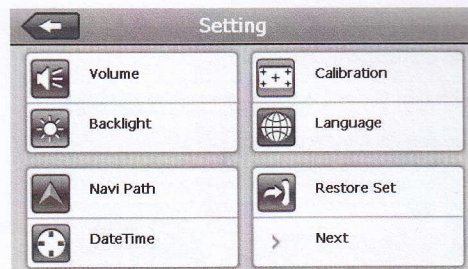 Setting
Volume
Calibration
Backlight
Language
Navi Path
Restore Set
DateTime
Next